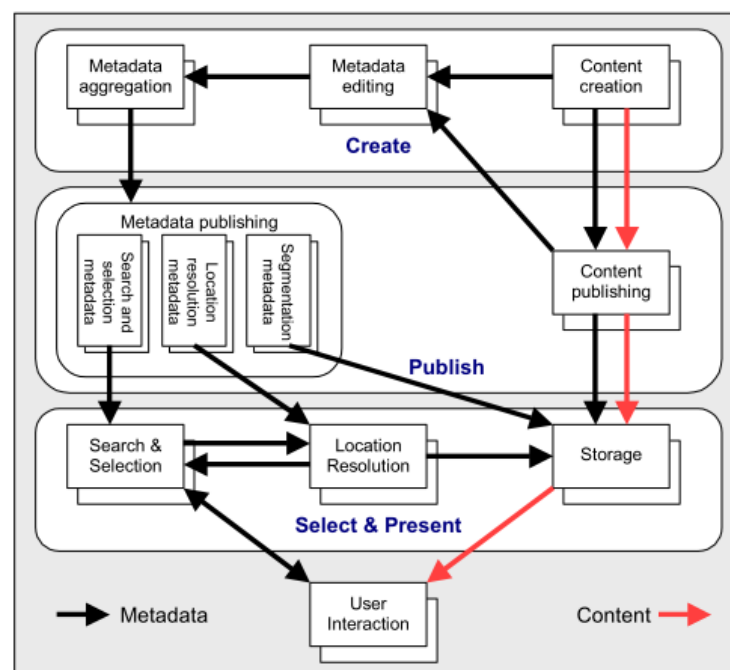 Metadata
aggregation
Metadata
editing
Content
creation
Create
Metadata publishing
Search and
selection
metadata
Location
resolution
metadata
Segmentation
metadata
Content
publishing
Publish
Search &
Selection
Location
Resolution
Storage
Select & Present
User
Interaction
Metadata
Content